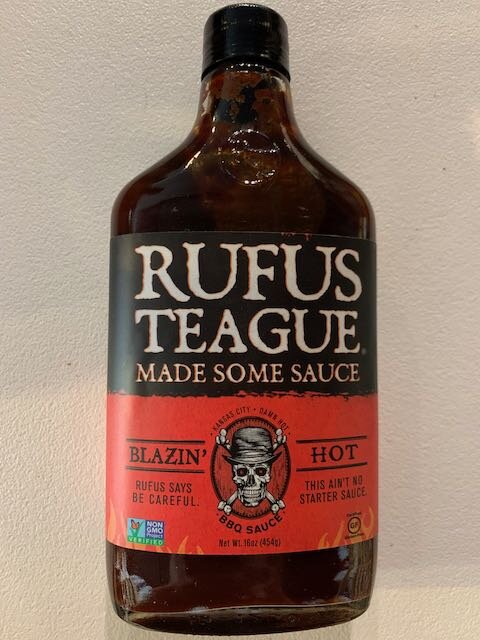 RUFUS
TEAGUE®
MADE SOME SAUCE
KANSAS CITY • DAMN HOT
BLAZIN' HOT
RUFUS SAYS
BE CAREFUL.
THIS AIN'T NO
STARTER SAUCE.
BBQ SAUCE
NON
GMO
Project
VERIFIED
Net Wt. 16oz (454g)
GF